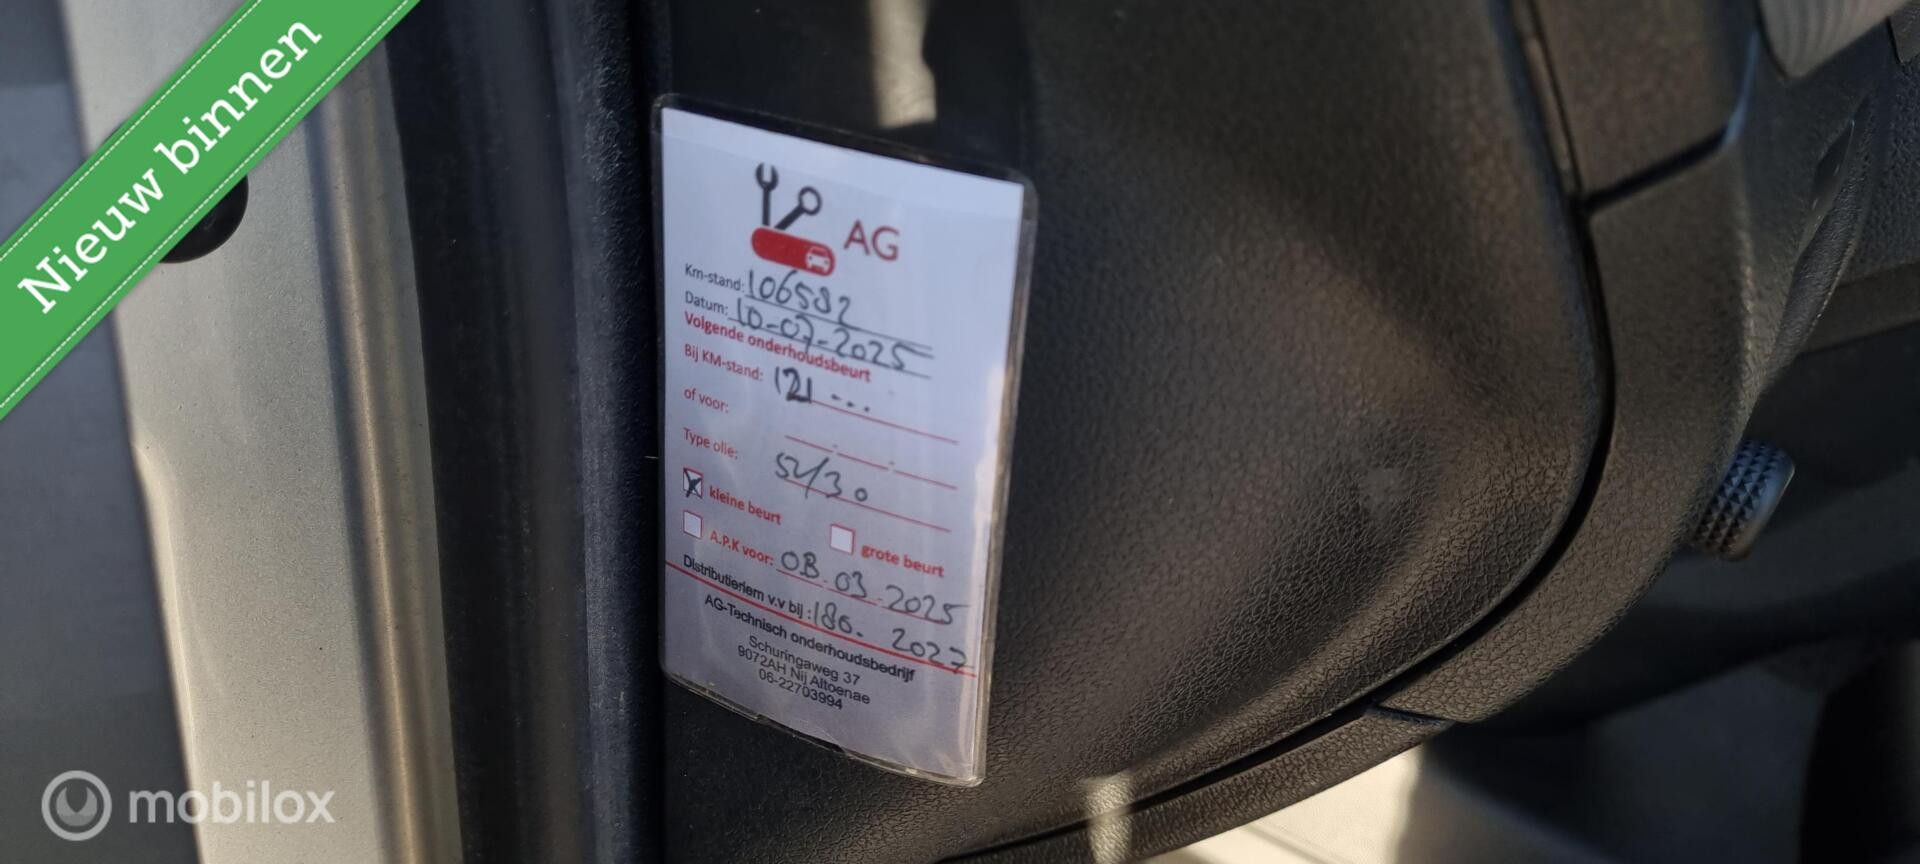 Nieuw binnen
AG
Km-stand: 106582
Datum: 10-07-2025
Volgende onderhoudsbeurt
Bij KM-stand: 121...
of voor:
Type olie: 5w/30
kleine beurt
grote beurt
A.P.K voor: 08-03-2025
Distributieriem v.v bij: 180. 2027
AG-Technisch onderhoudsbedrijf
Schuringaweg 37
9072AH Nij Altoenae
06-22703994
mobilox